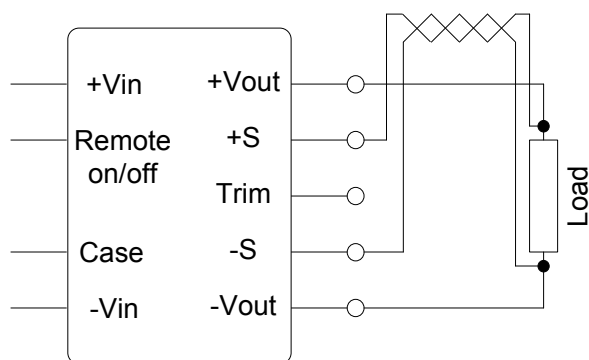 +Vin
+Vout
Remote
on/off
+S
Trim
Case
-S
-Vin
-Vout
Load